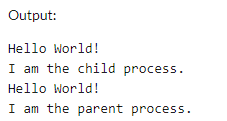 Output:
Hello World!
I am the child process.
Hello World!
I am the parent process.